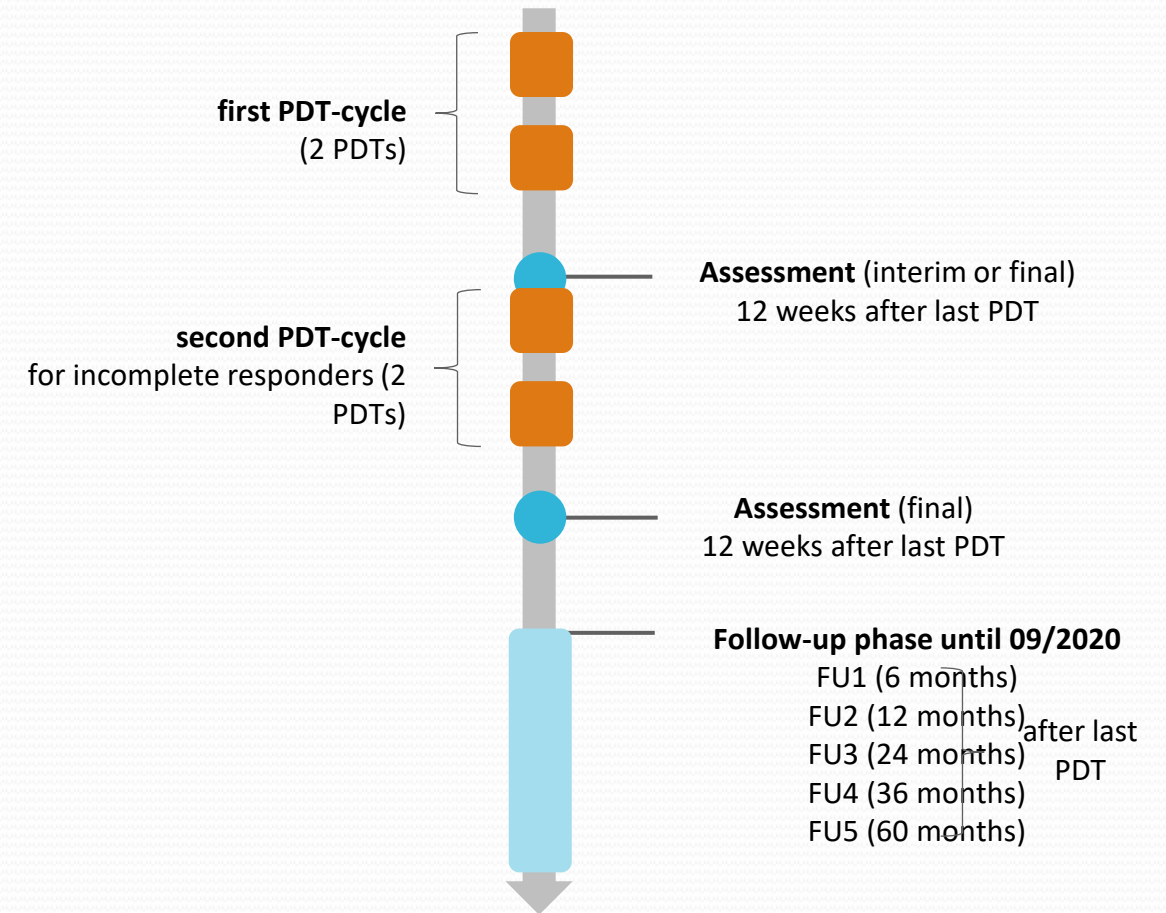 first PDT-cycle
(2 PDTs)
Assessment (interim or final)
12 weeks after last PDT
second PDT-cycle
for incomplete responders (2
PDTs)
Assessment (final)
12 weeks after last PDT
Follow-up phase until 09/2020
FU1 (6 months)
FU2 (12 months)
FU3 (24 months)
FU4 (36 months)
FU5 (60 months)
after last
PDT